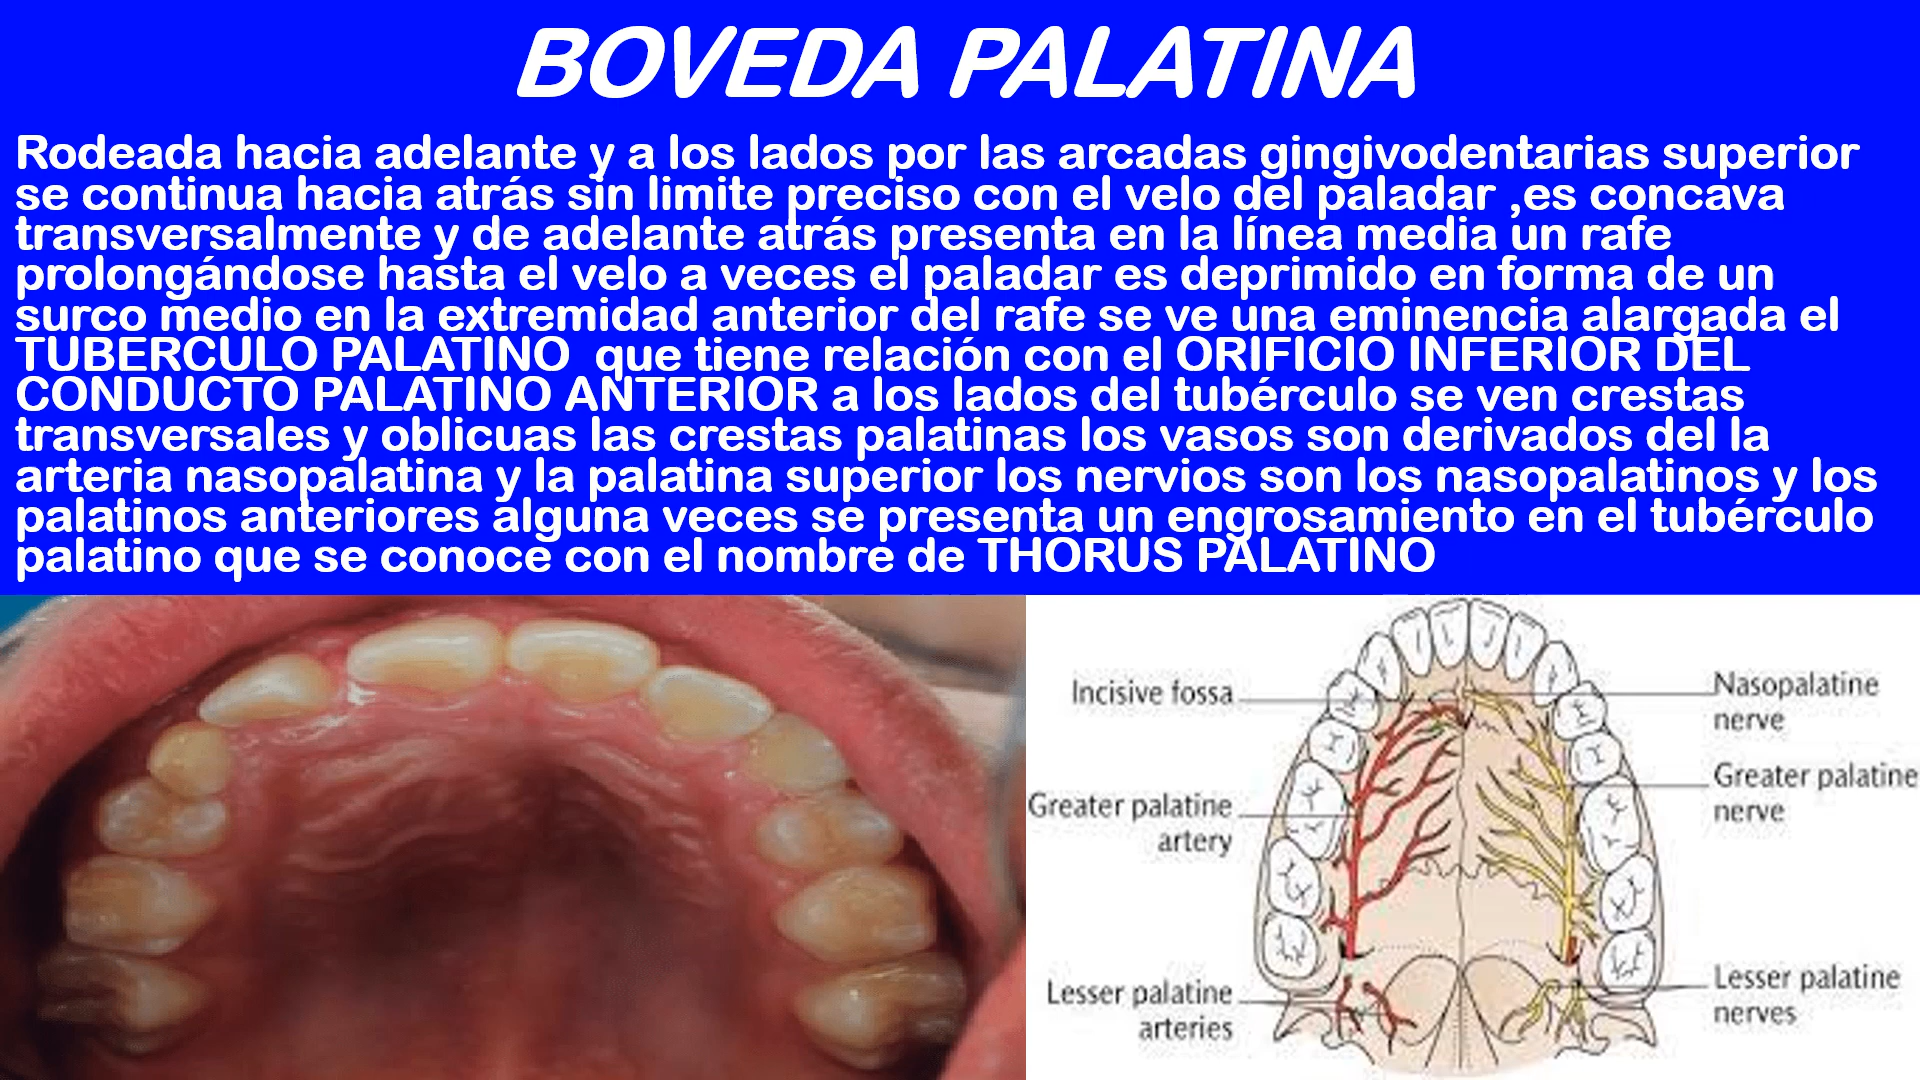 BOVEDA PALATINA
Rodeada hacia adelante y a los lados por las arcadas gingivodentarias superior
se continua hacia atrás sin limite preciso con el velo del paladar ,es concava
transversalmente y de adelante atrás presenta en la línea media un rafe
prolongándose hasta el velo a veces el paladar es deprimido en forma de un
surco medio en la extremidad anterior del rafe se ve una eminencia alargada el
TUBERCULO PALATINO  que tiene relación con el ORIFICIO INFERIOR DEL
CONDUCTO PALATINO ANTERIOR a los lados del tubérculo se ven crestas
transversales y oblicuas las crestas palatinas los vasos son derivados del la
arteria nasopalatina y la palatina superior los nervios son los nasopalatinos y los
palatinos anteriores alguna veces se presenta un engrosamiento en el tubérculo
palatino que se conoce con el nombre de THORUS PALATINO
Incisive fossa
Greater palatine
artery
Lesser palatine
arteries
Nasopalatine
nerve
Greater palatine
nerve
Lesser palatine
nerves